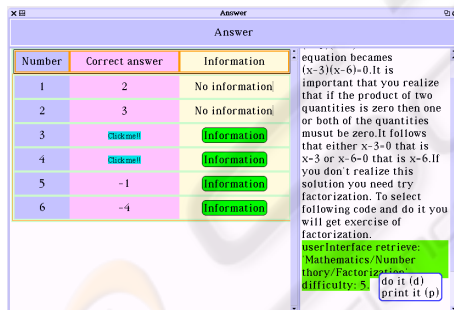 Answer
Answer
Number Correct answer Information
1 2 No information
2 3 No information
3 Clickme!! Information
4 Clickme!! Information
5 -1 Information
6 -4 Information
equation becames
(x-3)(x-6)=0.It is
important that you realize
that if the product of two
quantities is zero then one
or both of the quantities
musut be zero.It follows
that either x-3=0 that is
x=3 or x-6=0 that is x=6.If
you don't realize this
solution you need try
factorization. To select
following code and do it you
will get exercise of
factorization.
userInterface retrieve:
'Mathematics/Number
thory/Factorization'
difficulty: 5.
do it (d)
print it (p)